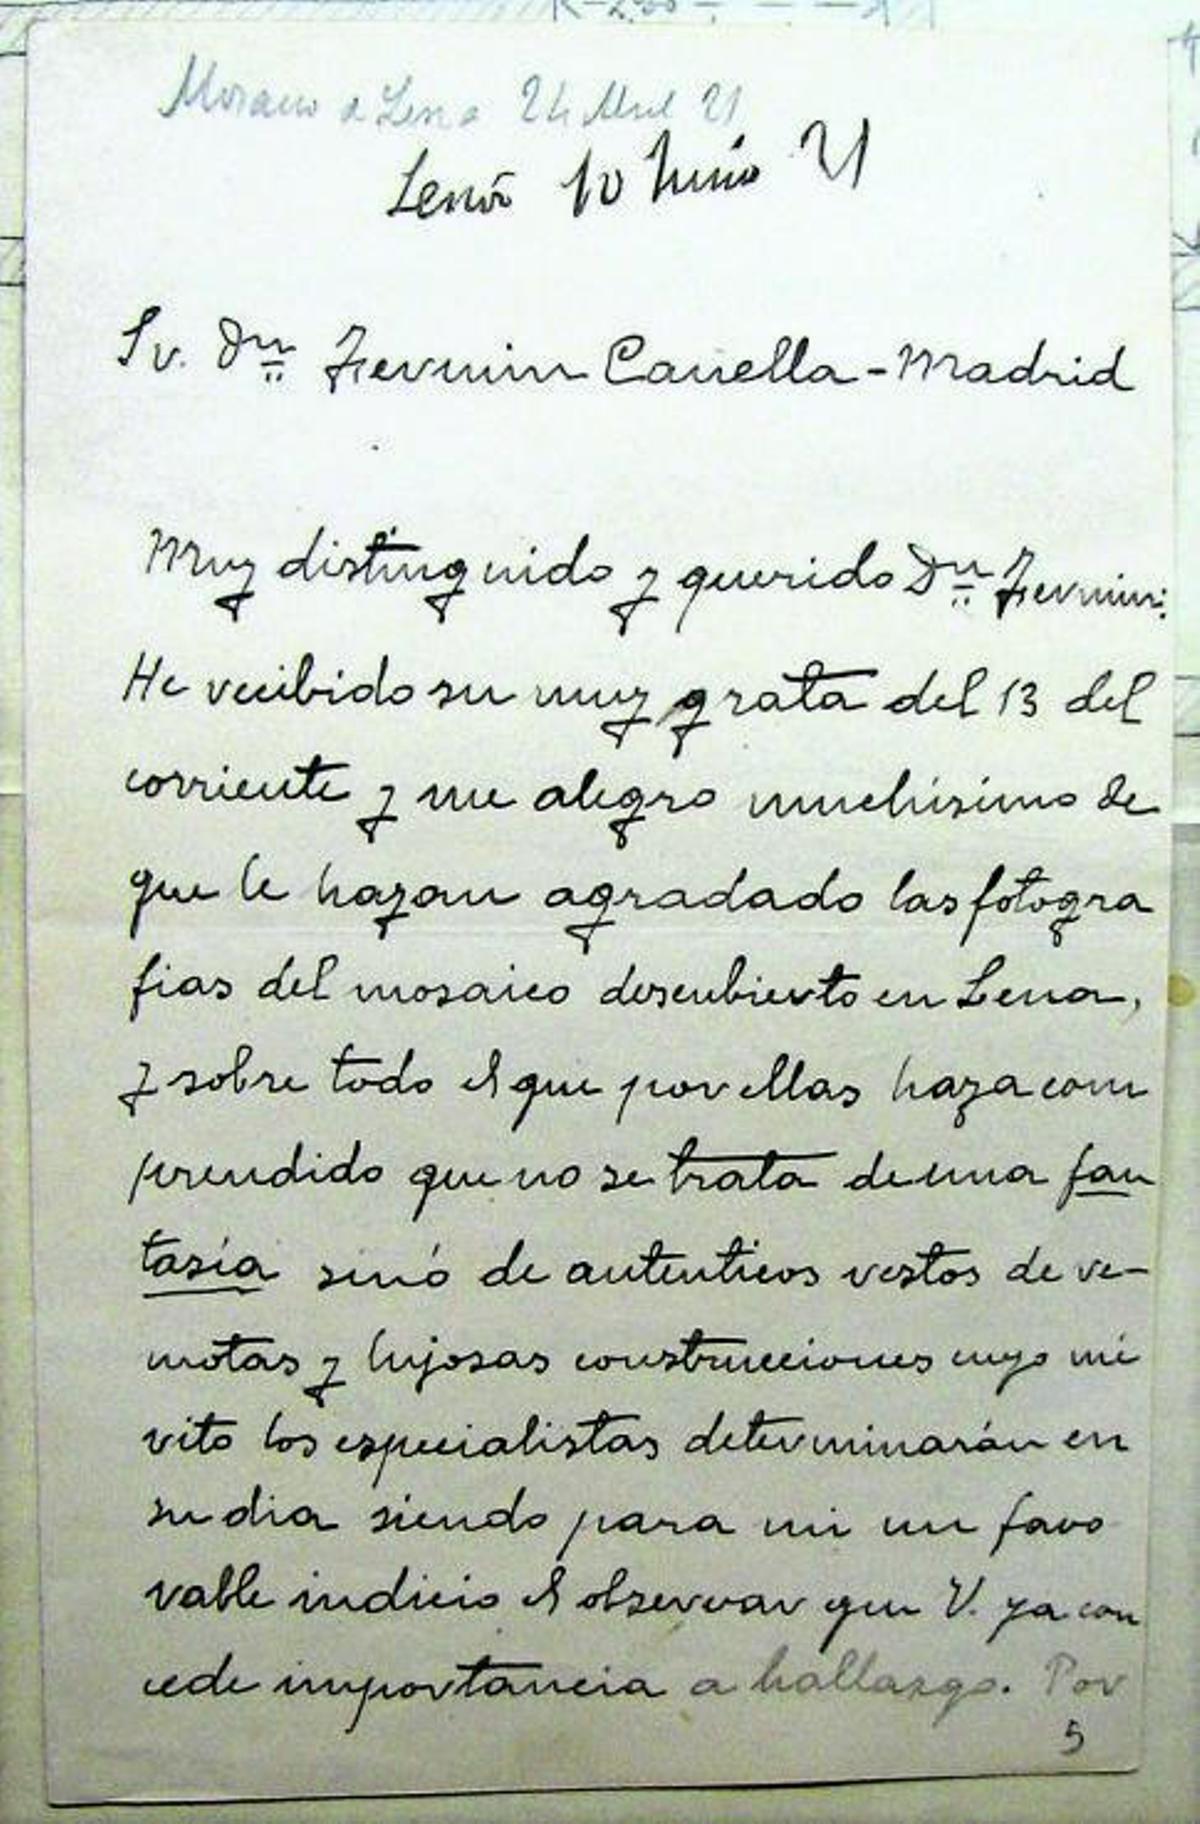 a Lena 24 Abril 21
10 Junio 21
Sr. Dn Fermin Canella - Madrid
Muy distinguido y querido Dn Fermin:
He recibido su muy grata del 13 del
corriente y me alegro muchisimo de
que le hayan agradado las fotogra
fias del mosaico descubierto en Lena,
y sobre todo el que por ellas haya com
prendido que no se trata de una fan
tasía sinó de autenticos restos de re-
motas y lujosas construcciones cuyo mé
rito los especialistas determinarán en
su dia siendo para mi un favo
rable indicio el observar que V. ya con
cede importancia a hallazgo. Por
5